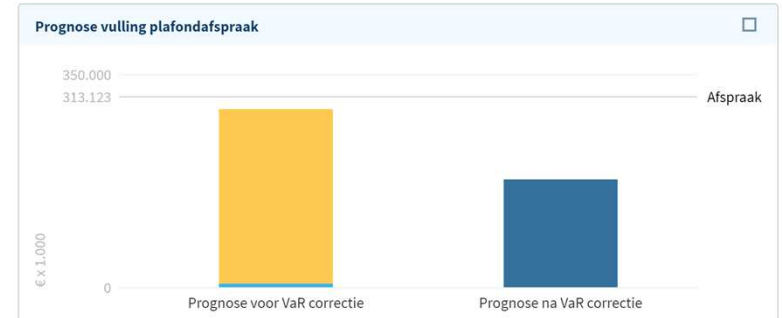 Prognose vulling plafondafspraak
350.000
313.123
Afspraak
€ x 1.000
0
Prognose voor VaR correctie
Prognose na VaR correctie